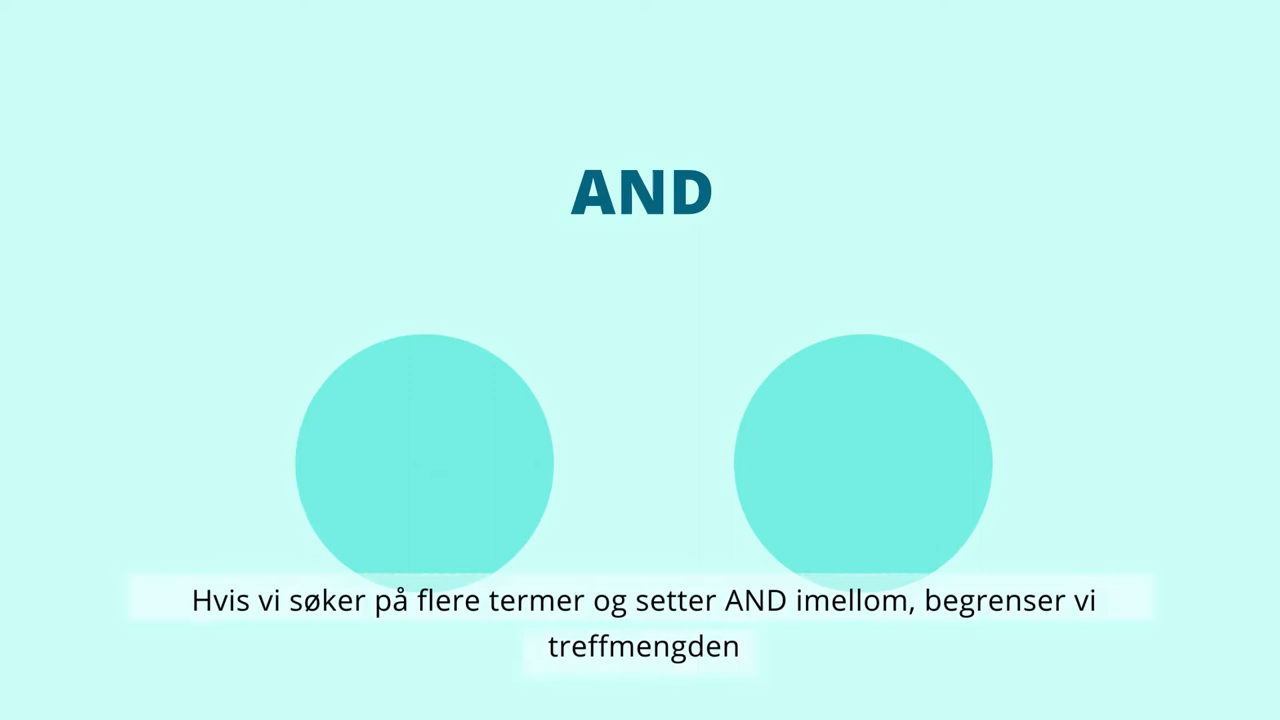 AND
Hvis vi søker på flere termer og setter AND imellom, begrenser vi
treffmengden